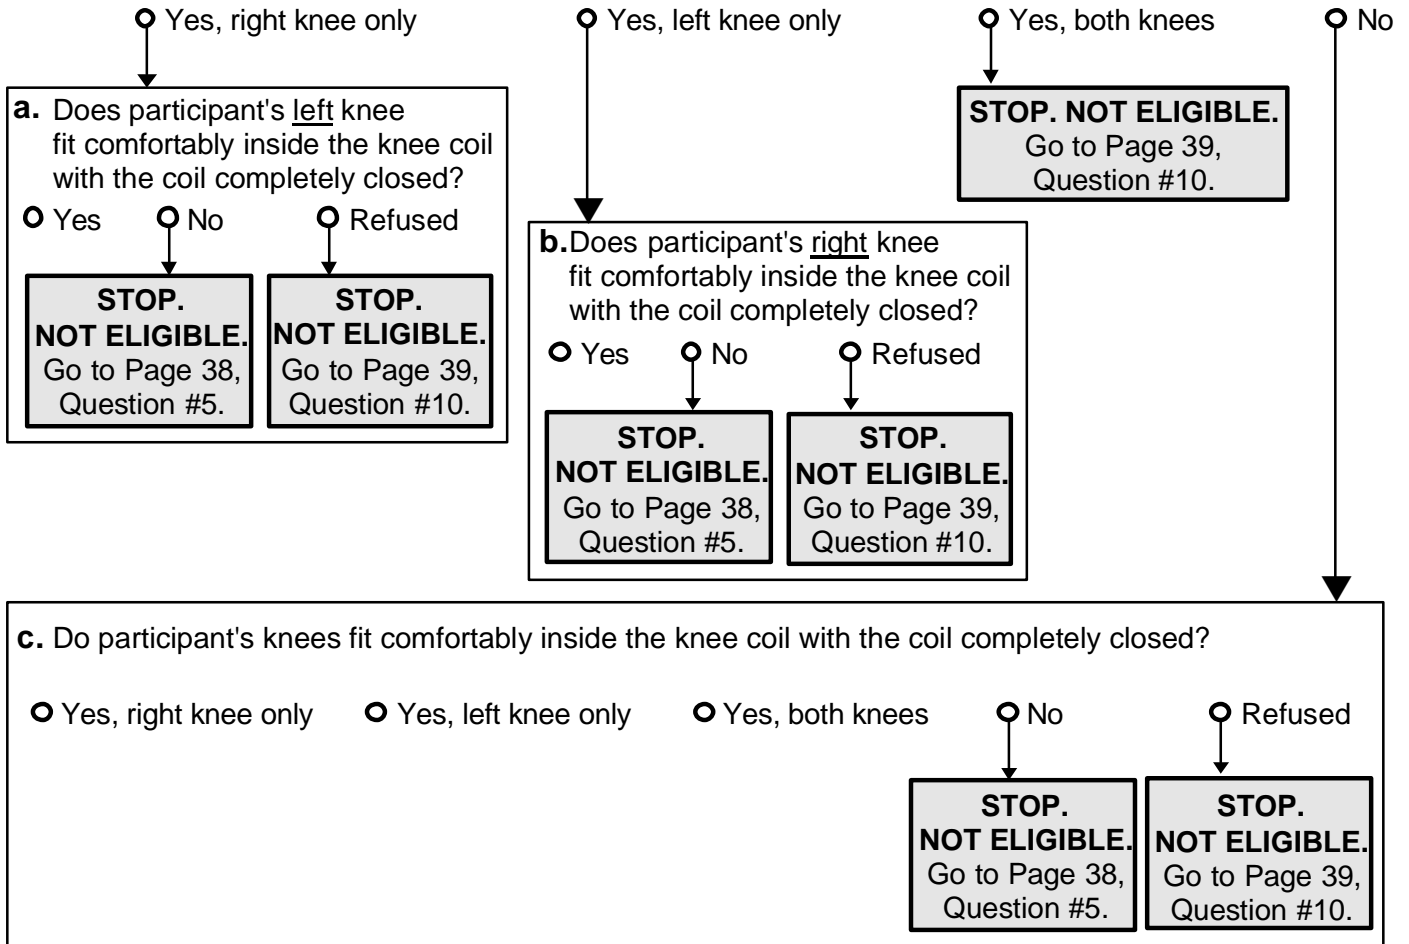 Yes, right knee only
Yes, left knee only
Yes, both knees
No
a. Does participant's left knee
fit comfortably inside the knee coil
with the coil completely closed?
Yes
No
Refused
STOP.
NOT ELIGIBLE.
Go to Page 38,
Question #5.
STOP.
NOT ELIGIBLE.
Go to Page 39,
Question #10.
b. Does participant's right knee
fit comfortably inside the knee coil
with the coil completely closed?
Yes
No
Refused
STOP.
NOT ELIGIBLE.
Go to Page 38,
Question #5.
STOP.
NOT ELIGIBLE.
Go to Page 39,
Question #10.
STOP. NOT ELIGIBLE.
Go to Page 39,
Question #10.
c. Do participant's knees fit comfortably inside the knee coil with the coil completely closed?
Yes, right knee only
Yes, left knee only
Yes, both knees
No
Refused
STOP.
NOT ELIGIBLE.
Go to Page 38,
Question #5.
STOP.
NOT ELIGIBLE.
Go to Page 39,
Question #10.